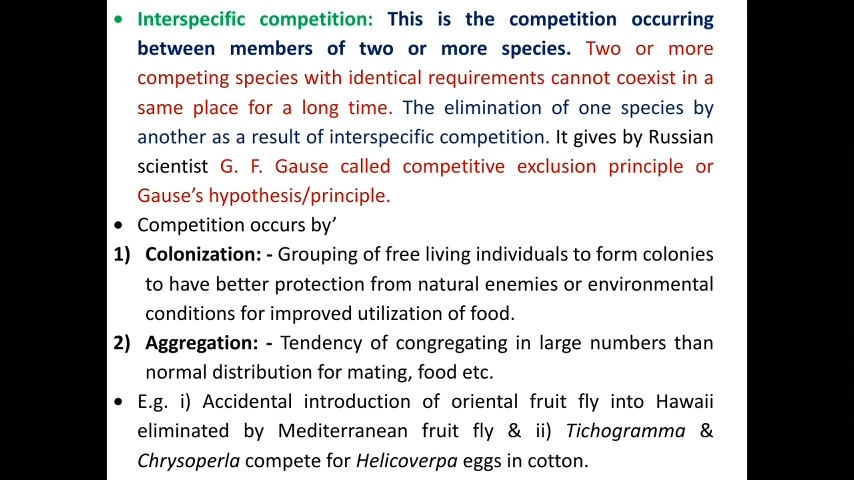 • Interspecific competition: This is the competition occurring
between members of two or more species. Two or more
competing species with identical requirements cannot coexist in a
same place for a long time. The elimination of one species by
another as a result of interspecific competition. It gives by Russian
scientist G. F. Gause called competitive exclusion principle or
Gause’s hypothesis/principle.
• Competition occurs by’
1) Colonization: - Grouping of free living individuals to form colonies
to have better protection from natural enemies or environmental
conditions for improved utilization of food.
2) Aggregation: - Tendency of congregating in large numbers than
normal distribution for mating, food etc.
• E.g. i) Accidental introduction of oriental fruit fly into Hawaii
eliminated by Mediterranean fruit fly & ii) Tichogramma &
Chrysoperla compete for Helicoverpa eggs in cotton.